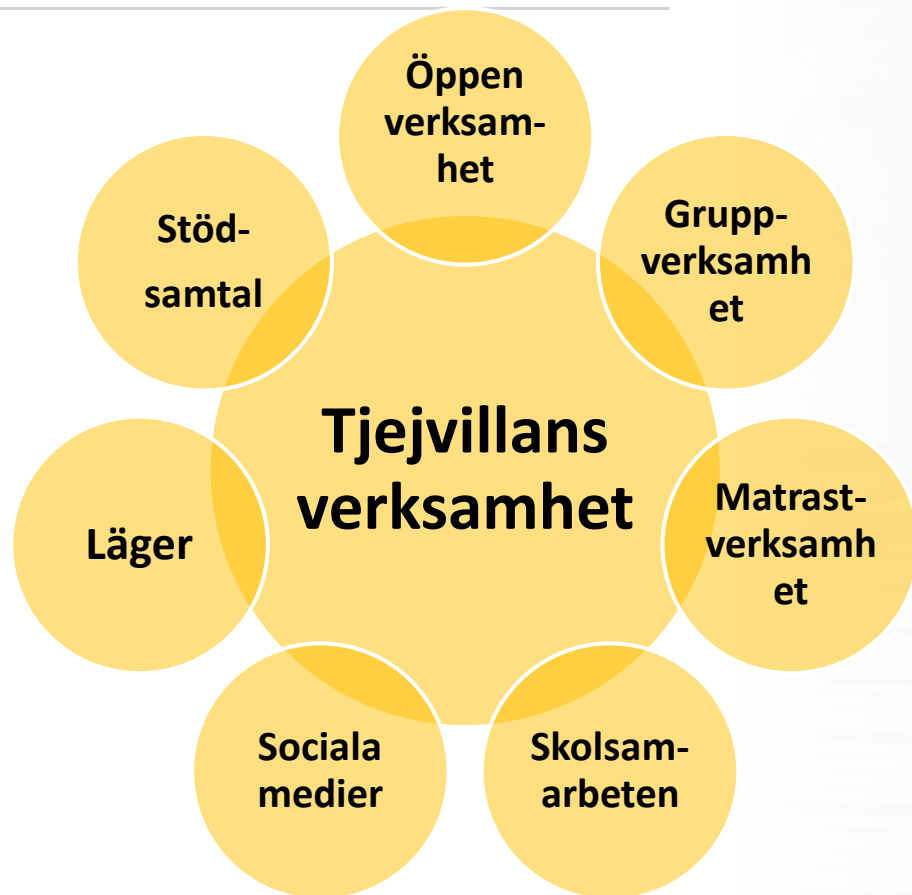 Öppen
verksam-
het
Grupp-
verksamh
et
Matrast-
verksamh
et
Skolsam-
arbeten
Sociala
medier
Läger
Stöd-
samtal
Tjejvillans
verksamhet